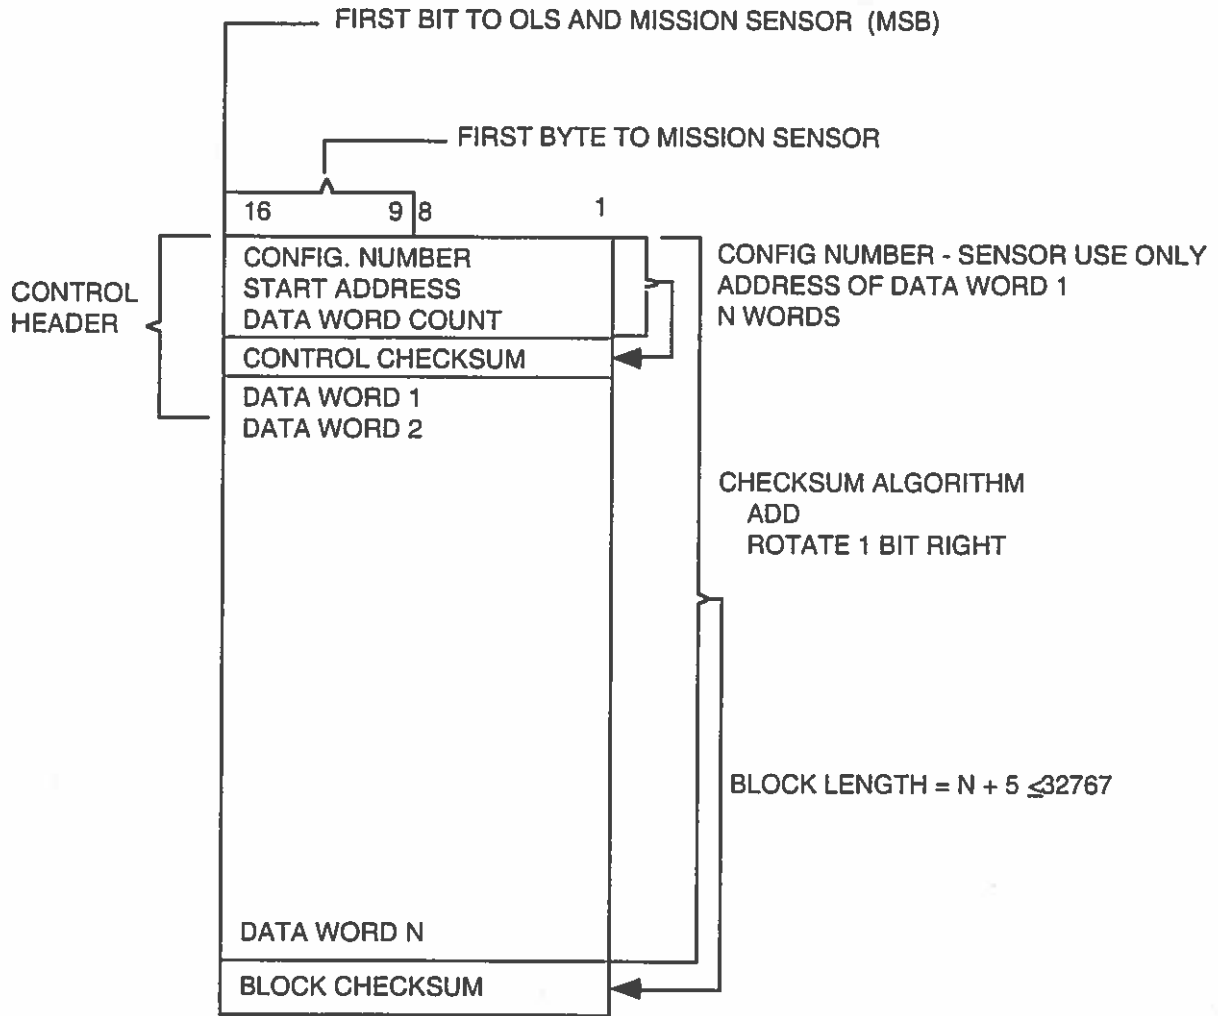 FIRST BIT TO OLS AND MISSION SENSOR (MSB)
FIRST BYTE TO MISSION SENSOR
16 9 8 1
CONTROL
HEADER
CONFIG. NUMBER
START ADDRESS
DATA WORD COUNT
CONTROL CHECKSUM
DATA WORD 1
DATA WORD 2
CONFIG NUMBER - SENSOR USE ONLY
ADDRESS OF DATA WORD 1
N WORDS
CHECKSUM ALGORITHM
ADD
ROTATE 1 BIT RIGHT
BLOCK LENGTH = N + 5 ≤32767
DATA WORD N
BLOCK CHECKSUM